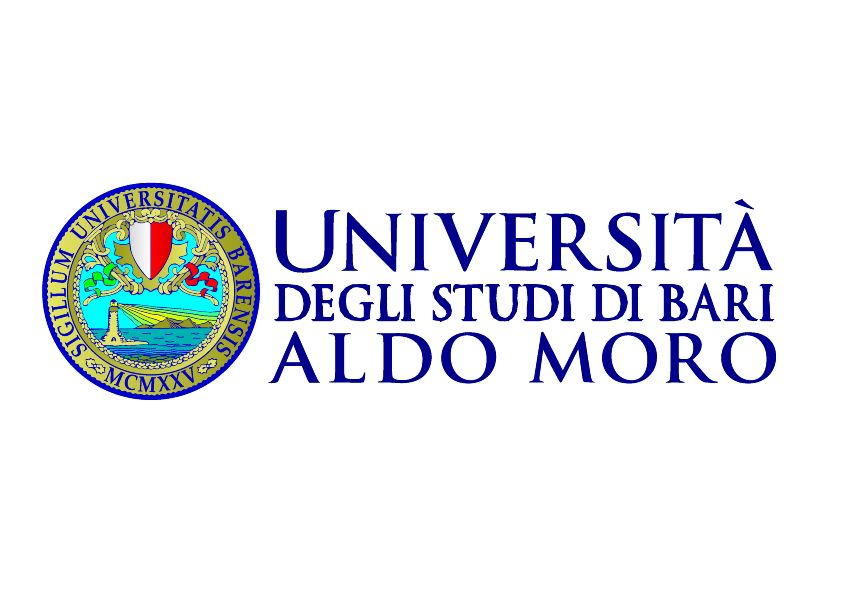 SIGILLUM UNIVERSITATIS BARENSIS
MCMXXV
UNIVERSITÀ
DEGLI STUDI DI BARI
ALDO MORO